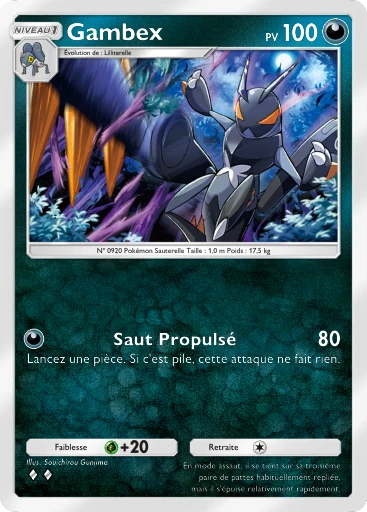 NIVEAU 1
Gambex
PV 100
Évolution de : Lilliterelle
N° 0920 Pokémon Sauterelle Taille : 1,0 m Poids : 17,5 kg
Saut Propulsé 80
Lancez une pièce. Si c'est pile, cette attaque ne fait rien.
Faiblesse +20
Retraite
Illus. Souichirou Gunjima
En mode assaut, il se tient sur sa troisième
paire de pattes habituellement repliée,
mais il s'épuise relativement rapidement.